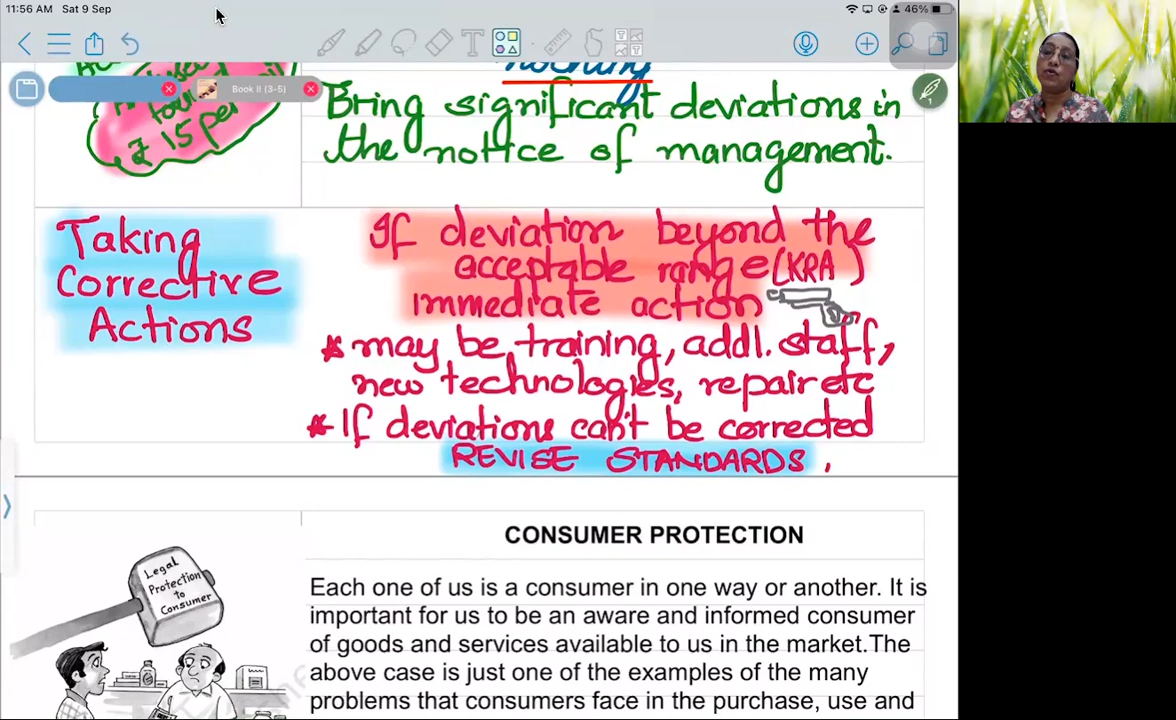 11:56 AM Sat 9 Sep
46%
Book II (3-5)
1
nothing
₹ 15 per
Bring significant deviations in
the notice of management.
Taking
Corrective
Actions
If deviation beyond the
acceptable range (KRA)
immediate action
* may be, training, addl. staff,
new technologies, repair etc
* If deviations can't be corrected
REVISE STANDARDS.
Legal
Protection
to
Consumer
CONSUMER PROTECTION
Each one of us is a consumer in one way or another. It is
important for us to be an aware and informed consumer
of goods and services available to us in the market.The
above case is just one of the examples of the many
problems that consumers face in the purchase, use and